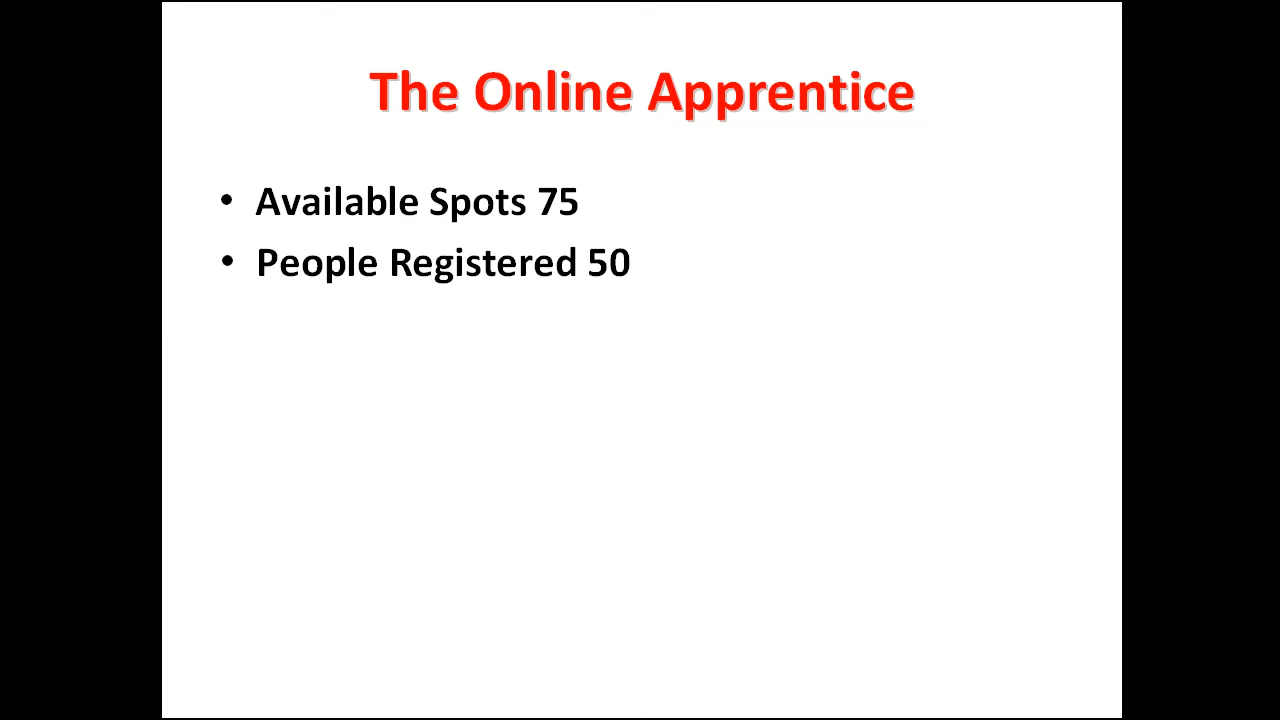 The Online Apprentice
• Available Spots 75
• People Registered 50